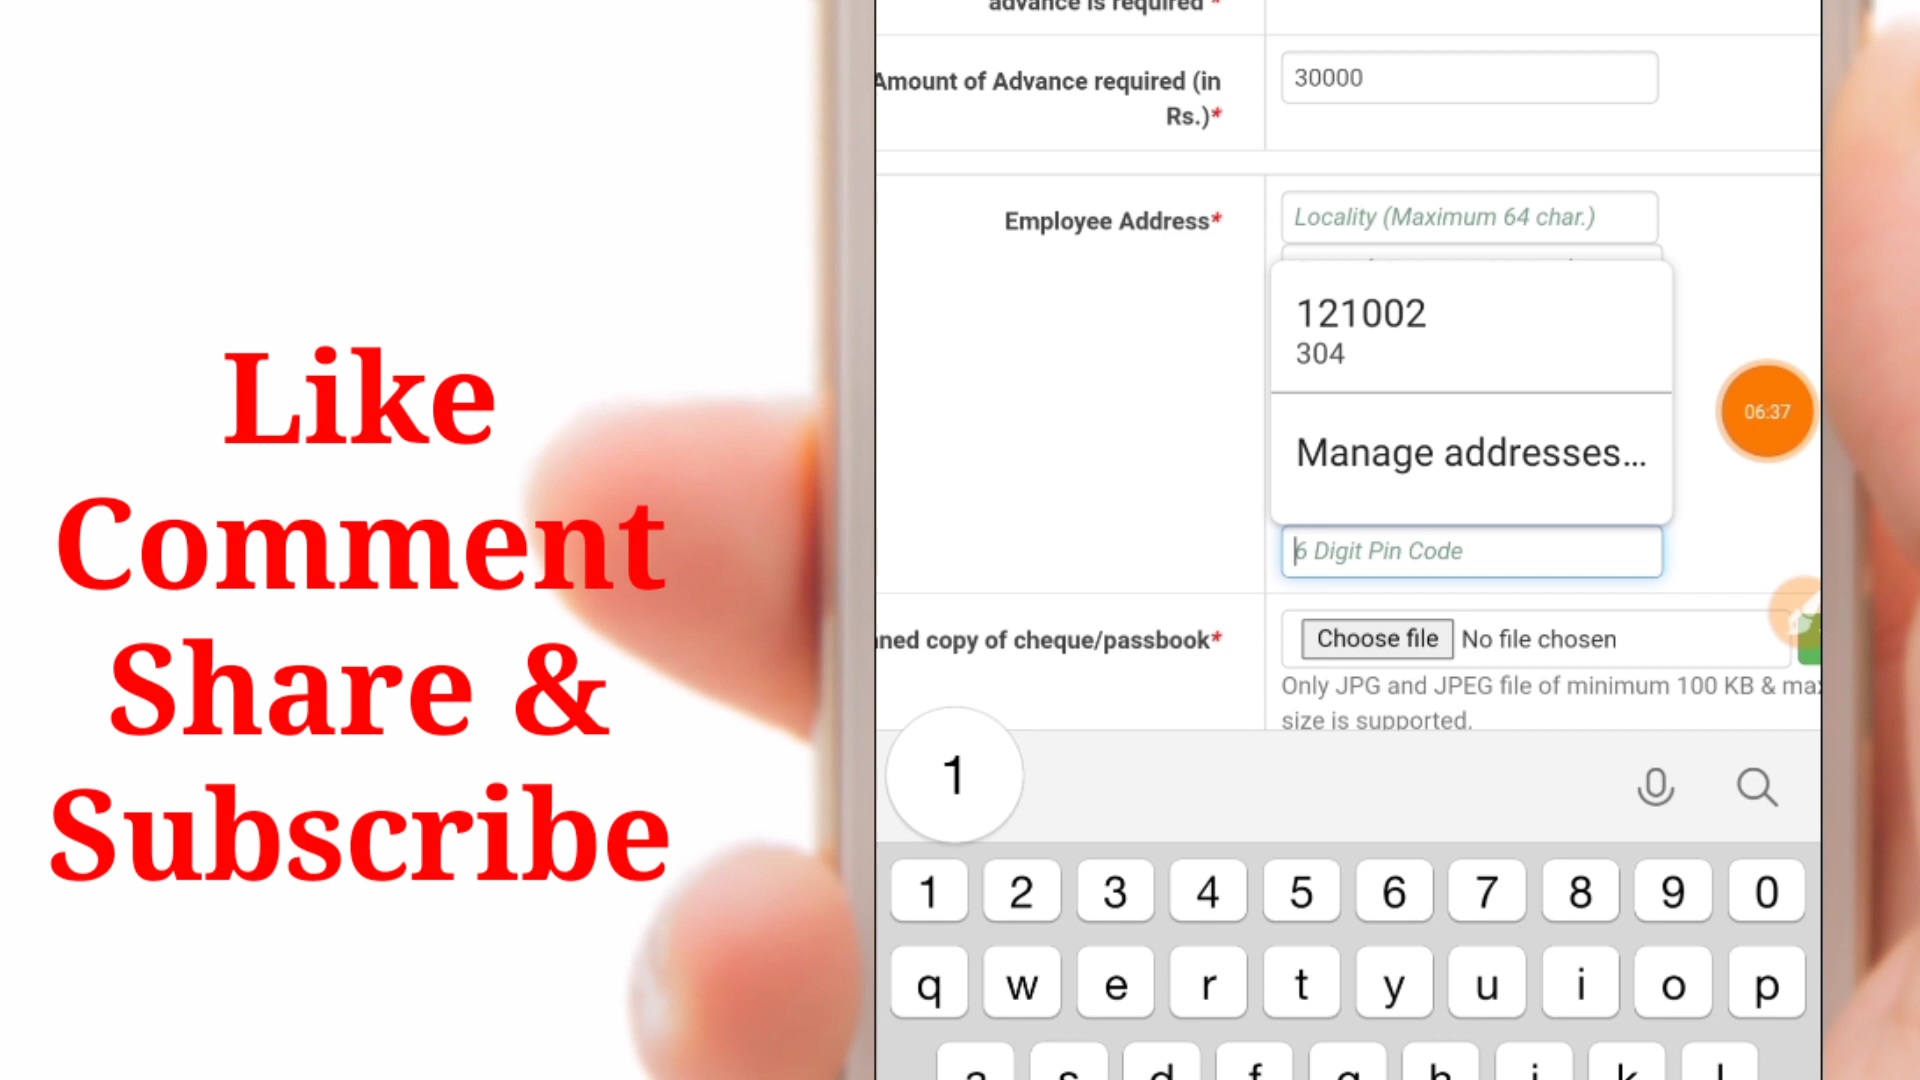 Like
Comment
Share &
Subscribe
advance is required *
Amount of Advance required (in
Rs.)*
30000
Employee Address*
Locality (Maximum 64 char.)
121002
304
Manage addresses...
06:37
6 Digit Pin Code
ned copy of cheque/passbook*
Choose file No file chosen
Only JPG and JPEG file of minimum 100 KB & max
size is supported.
1
1 2 3 4 5 6 7 8 9 0
q w e r t y u i o p
a s d f g h j k l